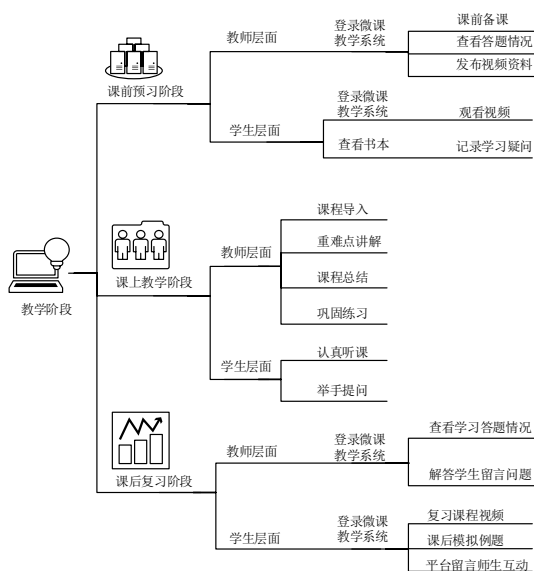 教学阶段
课前预习阶段
教师层面
登录微课
教学系统
课前备课
查看答题情况
发布视频资料
学生层面
登录微课
教学系统
观看视频
查看书本
记录学习疑问
课上教学阶段
教师层面
课程导入
重难点讲解
课程总结
巩固练习
学生层面
认真听课
举手提问
课后复习阶段
教师层面
登录微课
教学系统
查看学习答题情况
解答学生留言问题
学生层面
登录微课
教学系统
复习课程视频
课后模拟例题
平台留言师生互动